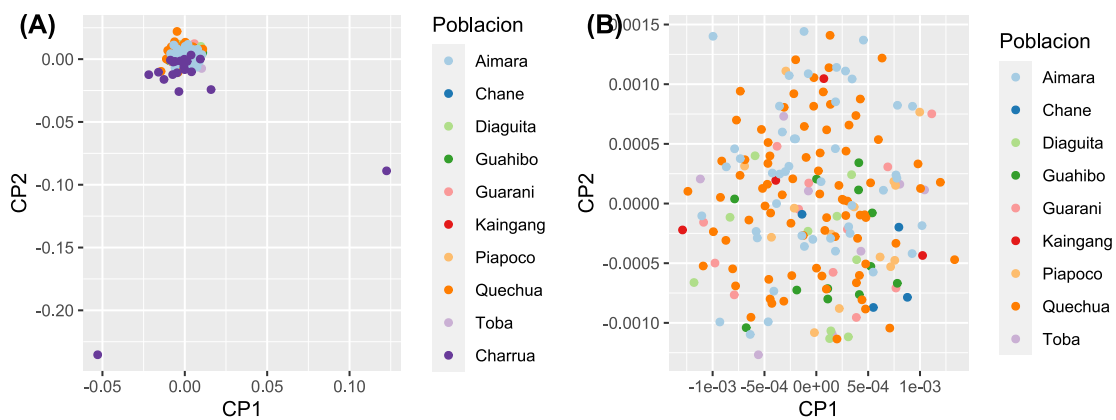 (A)
0.00
-0.05
-0.10
-0.15
-0.20
CP2
-0.05
0.00
0.05
0.10
CP1
Poblacion
Aimara
Chane
Diaguita
Guahibo
Guarani
Kaingang
Piapoco
Quechua
Toba
Charrua
(B)
0.0015
0.0010
0.0005
0.0000
-0.0005
-0.0010
CP2
-1e-03
-5e-04
0e+00
5e-04
1e-03
CP1
Poblacion
Aimara
Chane
Diaguita
Guahibo
Guarani
Kaingang
Piapoco
Quechua
Toba